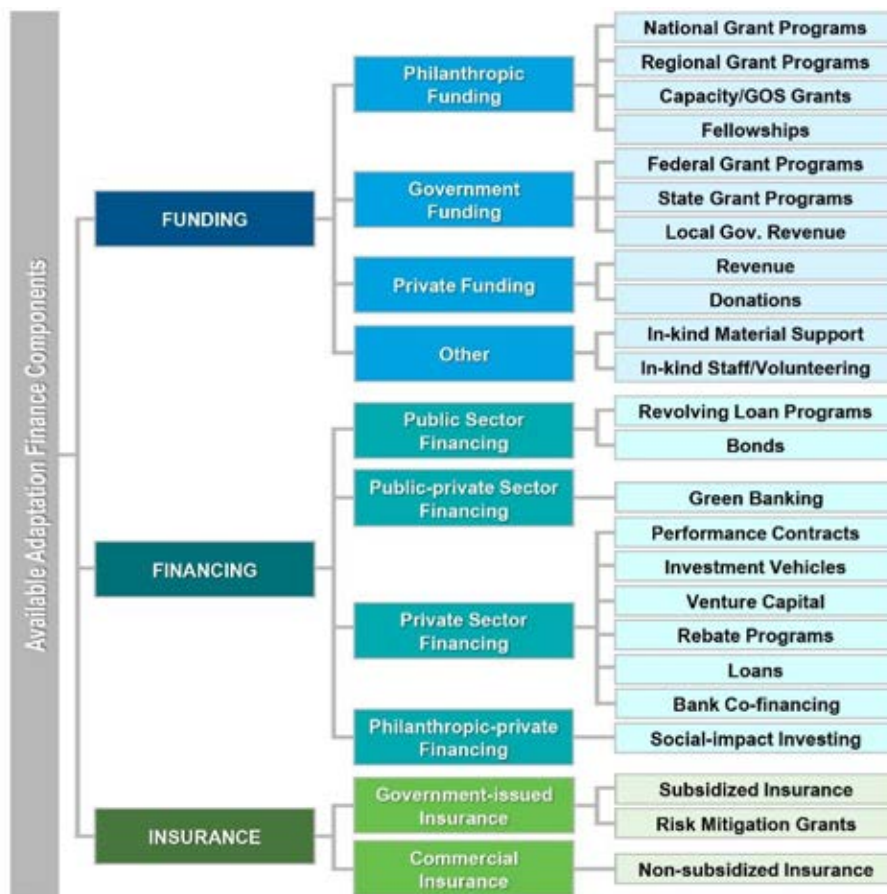 Available Adaptation Finance Components
FUNDING
Philanthropic
Funding
National Grant Programs
Regional Grant Programs
Capacity/GOS Grants
Fellowships
Government
Funding
Federal Grant Programs
State Grant Programs
Local Gov. Revenue
Private Funding
Revenue
Donations
Other
In-kind Material Support
In-kind Staff/Volunteering
FINANCING
Public Sector
Financing
Revolving Loan Programs
Bonds
Public-private Sector
Financing
Green Banking
Private Sector
Financing
Performance Contracts
Investment Vehicles
Venture Capital
Rebate Programs
Loans
Bank Co-financing
Philanthropic-private
Financing
Social-impact Investing
INSURANCE
Government-issued
Insurance
Subsidized Insurance
Risk Mitigation Grants
Commercial
Insurance
Non-subsidized Insurance